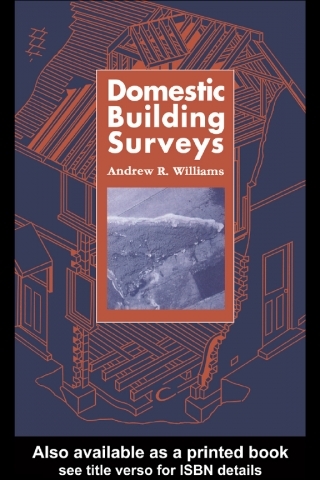 Domestic
Building
Surveys
Andrew R. Williams
Also available as a printed book
see title verso for ISBN details